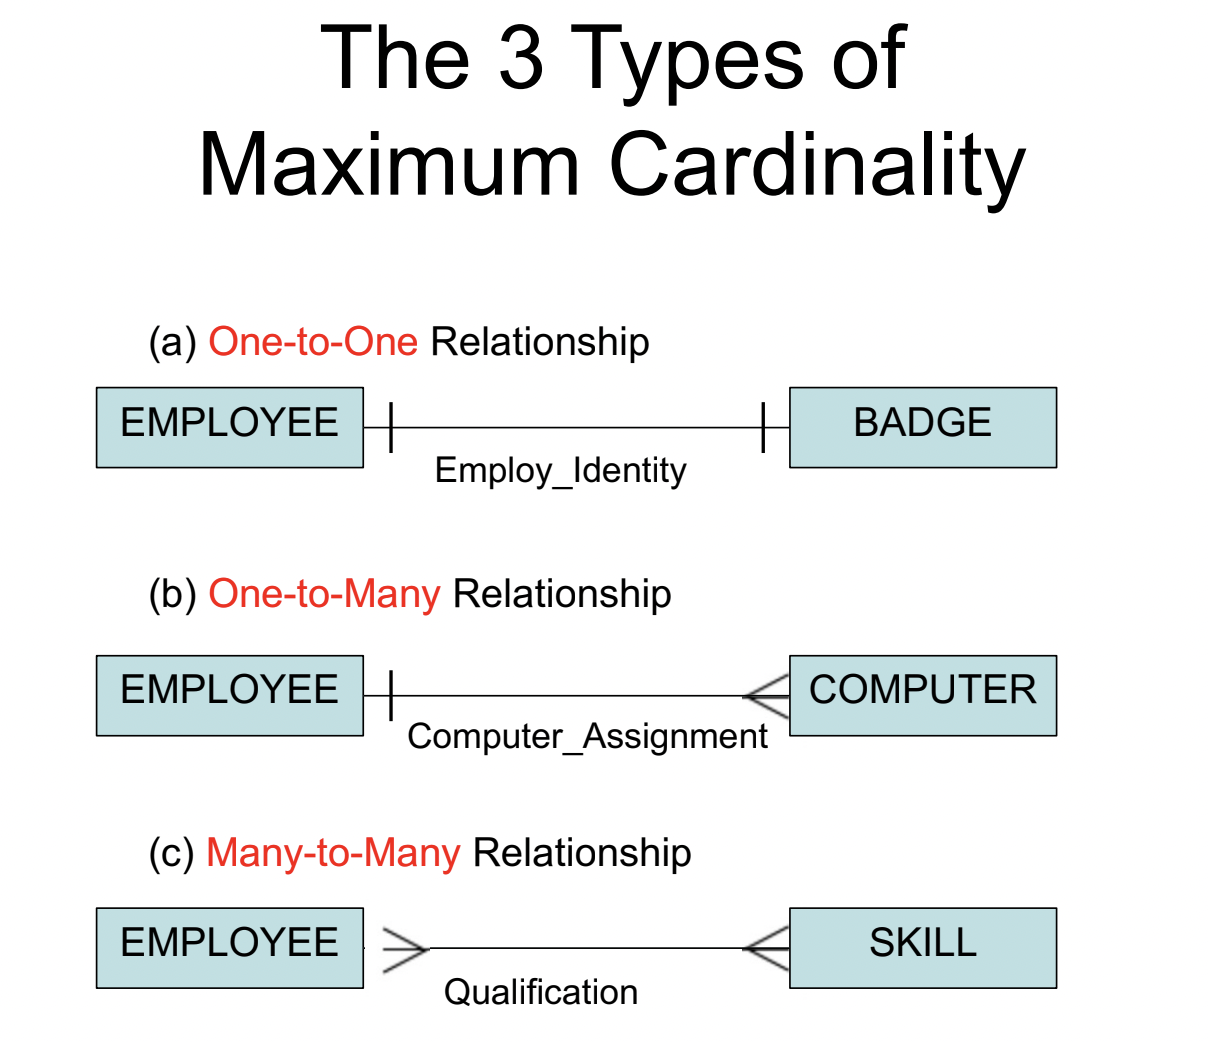 The 3 Types of
Maximum Cardinality
(a) One-to-One Relationship
EMPLOYEE
BADGE
Employ_Identity
(b) One-to-Many Relationship
EMPLOYEE
COMPUTER
Computer_Assignment
(c) Many-to-Many Relationship
EMPLOYEE
SKILL
Qualification